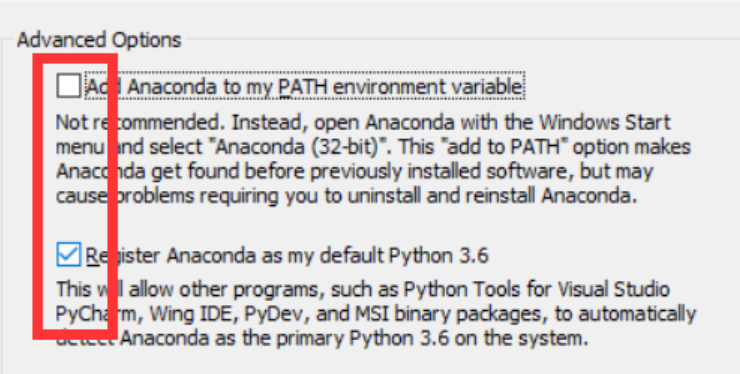 Advanced Options
Add Anaconda to my PATH environment variable
Not recommended. Instead, open Anaconda with the Windows Start
menu and select "Anaconda (32-bit)". This "add to PATH" option makes
Anaconda get found before previously installed software, but may
cause problems requiring you to uninstall and reinstall Anaconda.
Register Anaconda as my default Python 3.6
This will allow other programs, such as Python Tools for Visual Studio
PyCharm, Wing IDE, PyDev, and MSI binary packages, to automatically
detect Anaconda as the primary Python 3.6 on the system.